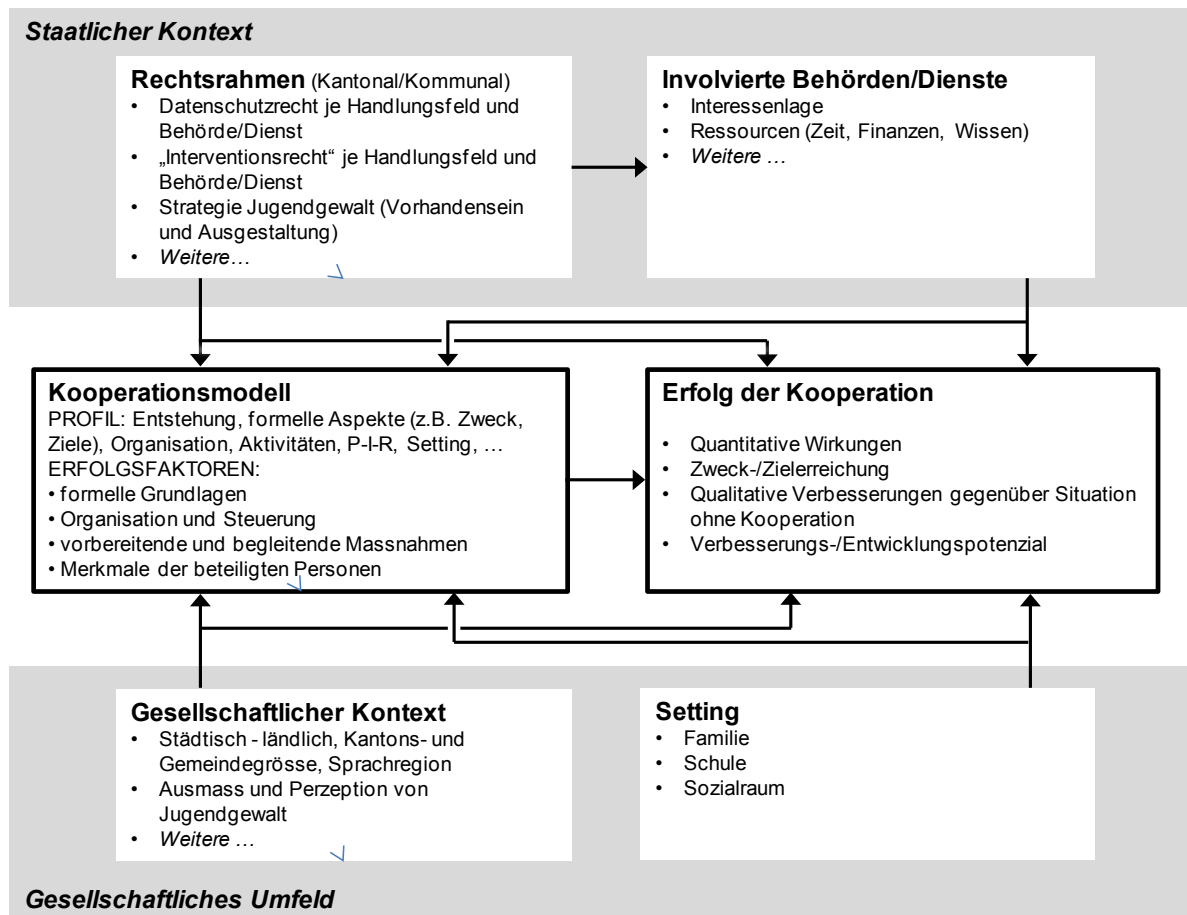 Staatlicher Kontext
Rechtsrahmen (Kantonal/Kommunal)
• Datenschutzrecht je Handlungsfeld und
Behörde/Dienst
• „Interventionsrecht“ je Handlungsfeld und
Behörde/Dienst
• Strategie Jugendgewalt (Vorhandensein
und Ausgestaltung)
• Weitere…
Involvierte Behörden/Dienste
• Interessenlage
• Ressourcen (Zeit, Finanzen, Wissen)
• Weitere …
Kooperationsmodell
PROFIL: Entstehung, formelle Aspekte (z.B. Zweck,
Ziele), Organisation, Aktivitäten, P-I-R, Setting, …
ERFOLGSFAKTOREN:
• formelle Grundlagen
• Organisation und Steuerung
• vorbereitende und begleitende Massnahmen
• Merkmale der beteiligten Personen
Erfolg der Kooperation
• Quantitative Wirkungen
• Zweck-/Zielerreichung
• Qualitative Verbesserungen gegenüber Situation
ohne Kooperation
• Verbesserungs-/Entwicklungspotenzial
Gesellschaftlicher Kontext
• Städtisch - ländlich, Kantons- und
Gemeindegrösse, Sprachregion
• Ausmass und Perzeption von
Jugendgewalt
• Weitere …
Setting
• Familie
• Schule
• Sozialraum
Gesellschaftliches Umfeld